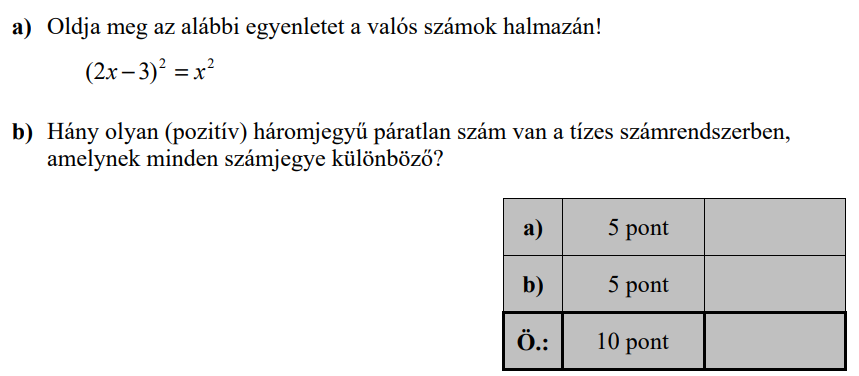 a) Oldja meg az alábbi egyenletet a valós számok halmazán!
(2x − 3)² = x²
b) Hány olyan (pozitív) háromjegyű páratlan szám van a tízes számrendszerben,
amelynek minden számjegye különböző?
a) 5 pont
b) 5 pont
Ö.: 10 pont